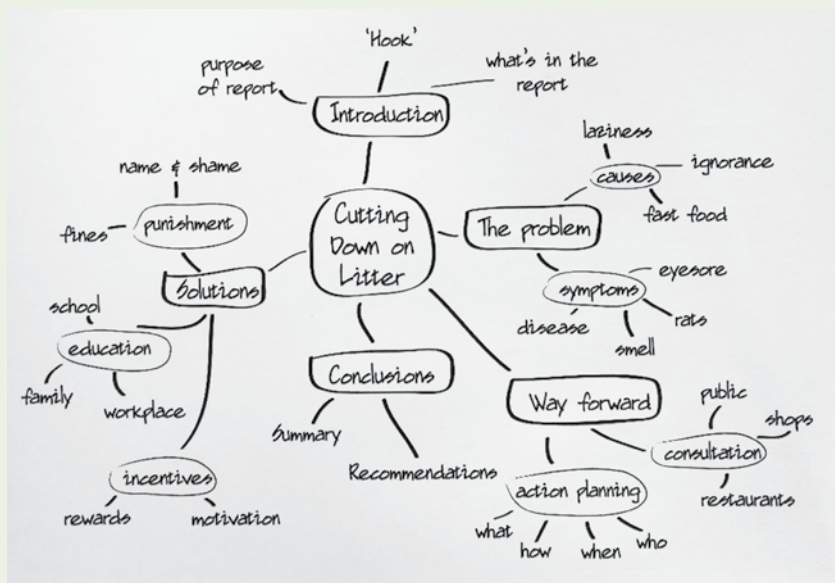 'Hook'
purpose
of report
what's in the
report
Introduction
name & shame
punishment
fines
Solutions
school
education
family
workplace
incentives
rewards
motivation
Cutting
Down on
Litter
The problem
laziness
causes
ignorance
fast food
symptoms
eyesore
rats
smell
disease
Conclusions
Summary
Recommendations
Way forward
public
shops
consultation
restaurants
action planning
what
how
when
who